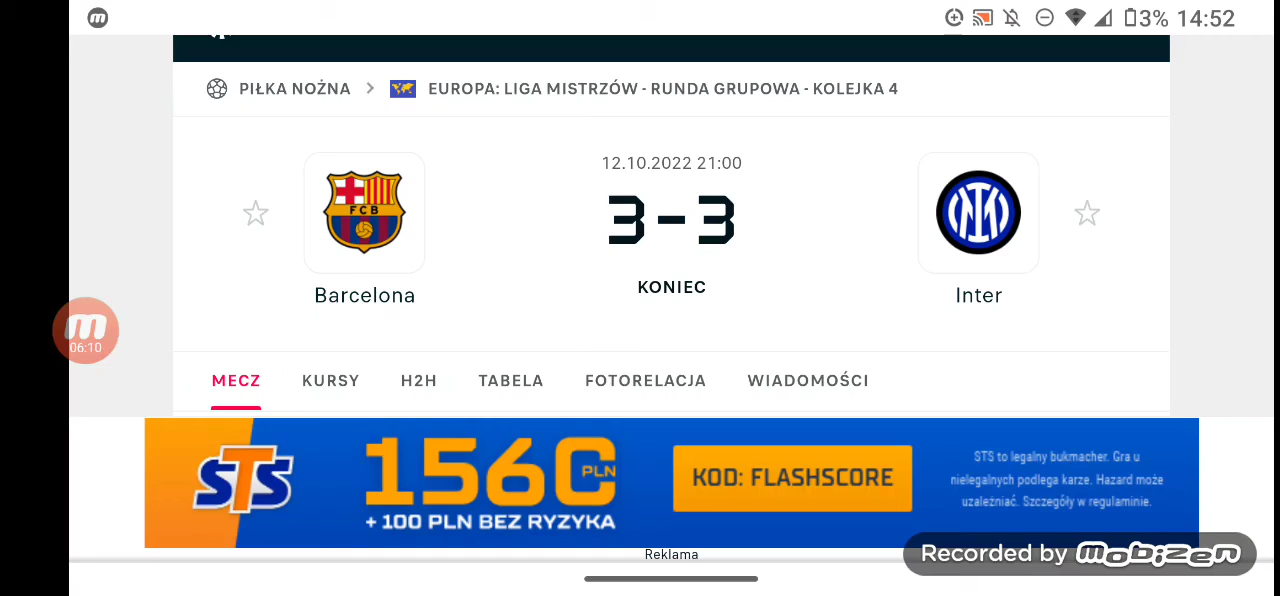 3% 14:52
PIŁKA NOŻNA
EUROPA: LIGA MISTRZÓW - RUNDA GRUPOWA - KOLEJKA 4
12.10.2022 21:00
3-3
FCB
KONIEC
Barcelona
Inter
06:10
MECZ KURSY H2H TABELA FOTORELACJA WIADOMOŚCI
STS
1560 PLN
+ 100 PLN BEZ RYZYKA
KOD: FLASHSCORE
STS to legalny bukmacher. Gra u
nielegalnych podlega karze. Hazard może
uzależniać. Szczegóły w regulaminie.
Reklama
Recorded by mobizen